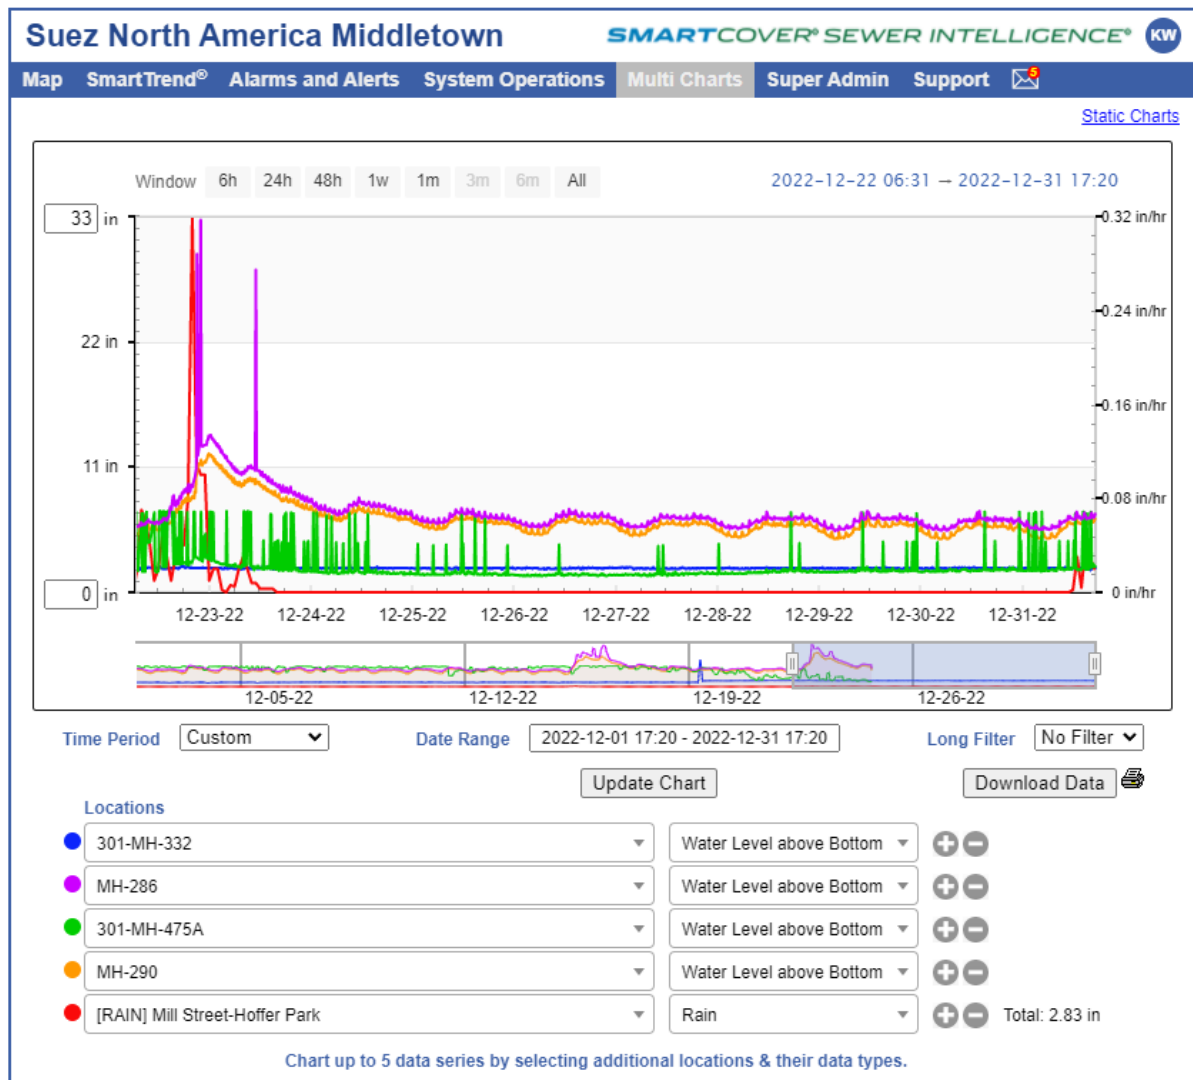 Suez North America Middletown
SMARTCOVER® SEWER INTELLIGENCE®
KW
Map SmartTrend® Alarms and Alerts System Operations Multi Charts Super Admin Support 5
Static Charts
Window 6h 24h 48h 1w 1m 3m 6m All
2022-12-22 06:31 → 2022-12-31 17:20
33 in
0.32 in/hr
0.24 in/hr
22 in
0.16 in/hr
11 in
0.08 in/hr
0 in
0 in/hr
12-23-22 12-24-22 12-25-22 12-26-22 12-27-22 12-28-22 12-29-22 12-30-22 12-31-22
12-05-22 12-12-22 12-19-22 12-26-22
Time Period Custom Date Range 2022-12-01 17:20 - 2022-12-31 17:20 Long Filter No Filter
Update Chart Download Data
Locations
301-MH-332 Water Level above Bottom
MH-286 Water Level above Bottom
301-MH-475A Water Level above Bottom
MH-290 Water Level above Bottom
[RAIN] Mill Street-Hoffer Park Rain Total: 2.83 in
Chart up to 5 data series by selecting additional locations & their data types.